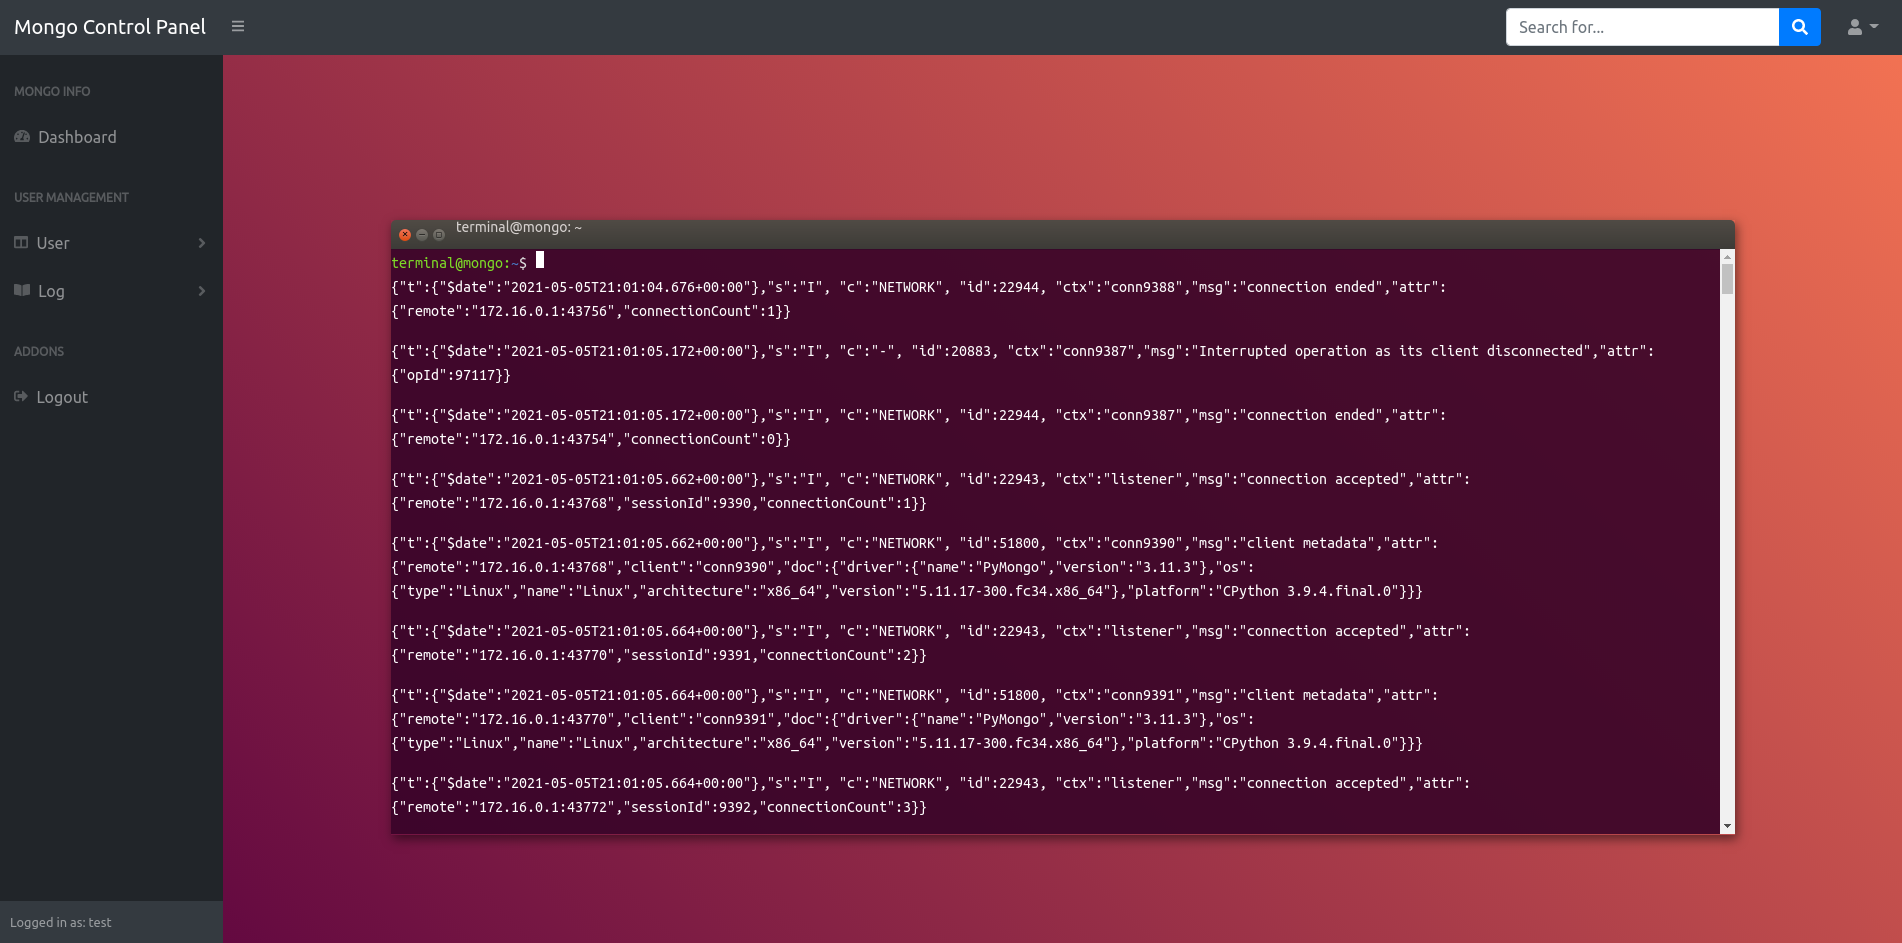 Mongo Control Panel
Search for...
MONGO INFO
Dashboard
USER MANAGEMENT
User
Log
ADDONS
Logout
Logged in as: test
terminal@mongo: ~
terminal@mongo:~$
{"t":{"$date":"2021-05-05T21:01:04.676+00:00"},"s":"I", "c":"NETWORK", "id":22944, "ctx":"conn9388","msg":"connection ended","attr":
{"remote":"172.16.0.1:43756","connectionCount":1}}
{"t":{"$date":"2021-05-05T21:01:05.172+00:00"},"s":"I", "c":"-", "id":20883, "ctx":"conn9387","msg":"Interrupted operation as its client disconnected","attr":
{"opId":97117}}
{"t":{"$date":"2021-05-05T21:01:05.172+00:00"},"s":"I", "c":"NETWORK", "id":22944, "ctx":"conn9387","msg":"connection ended","attr":
{"remote":"172.16.0.1:43754","connectionCount":0}}
{"t":{"$date":"2021-05-05T21:01:05.662+00:00"},"s":"I", "c":"NETWORK", "id":22943, "ctx":"listener","msg":"connection accepted","attr":
{"remote":"172.16.0.1:43768","sessionId":9390,"connectionCount":1}}
{"t":{"$date":"2021-05-05T21:01:05.662+00:00"},"s":"I", "c":"NETWORK", "id":51800, "ctx":"conn9390","msg":"client metadata","attr":
{"remote":"172.16.0.1:43768","client":"conn9390","doc":{"driver":{"name":"PyMongo","version":"3.11.3"},"os":
{"type":"Linux","name":"Linux","architecture":"x86_64","version":"5.11.17-300.fc34.x86_64"},"platform":"CPython 3.9.4.final.0"}}}
{"t":{"$date":"2021-05-05T21:01:05.664+00:00"},"s":"I", "c":"NETWORK", "id":22943, "ctx":"listener","msg":"connection accepted","attr":
{"remote":"172.16.0.1:43770","sessionId":9391,"connectionCount":2}}
{"t":{"$date":"2021-05-05T21:01:05.664+00:00"},"s":"I", "c":"NETWORK", "id":51800, "ctx":"conn9391","msg":"client metadata","attr":
{"remote":"172.16.0.1:43770","client":"conn9391","doc":{"driver":{"name":"PyMongo","version":"3.11.3"},"os":
{"type":"Linux","name":"Linux","architecture":"x86_64","version":"5.11.17-300.fc34.x86_64"},"platform":"CPython 3.9.4.final.0"}}}
{"t":{"$date":"2021-05-05T21:01:05.664+00:00"},"s":"I", "c":"NETWORK", "id":22943, "ctx":"listener","msg":"connection accepted","attr":
{"remote":"172.16.0.1:43772","sessionId":9392,"connectionCount":3}}